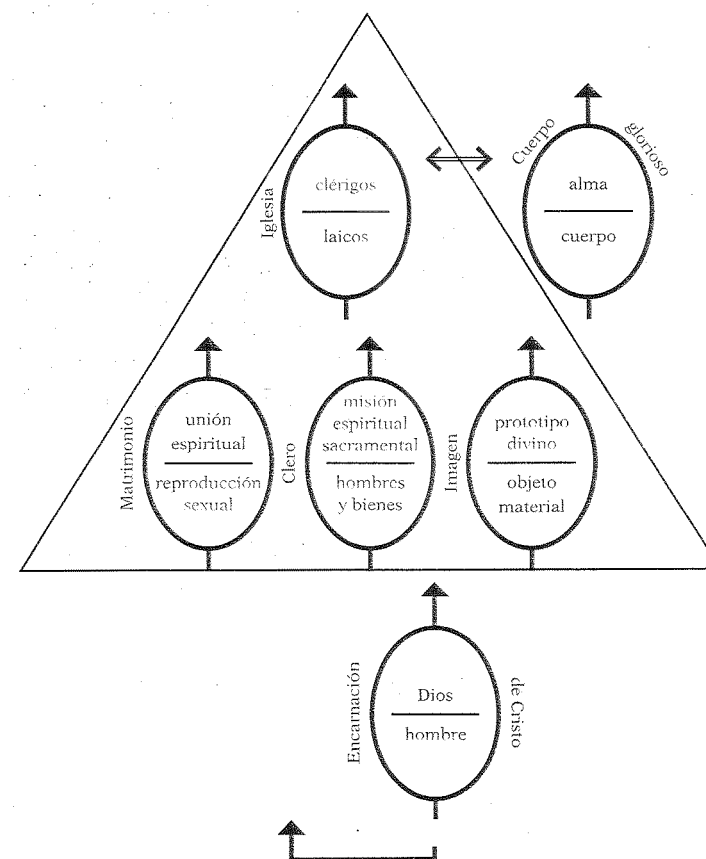 Iglesia
clérigos
laicos
Cuerpo
glorioso
alma
cuerpo
Matrimonio
unión
espiritual
reproducción
sexual
Clero
misión
espiritual
sacramental
hombres
y bienes
Imagen
prototipo
divino
objeto
material
Encarnación
Dios
hombre
de Cristo